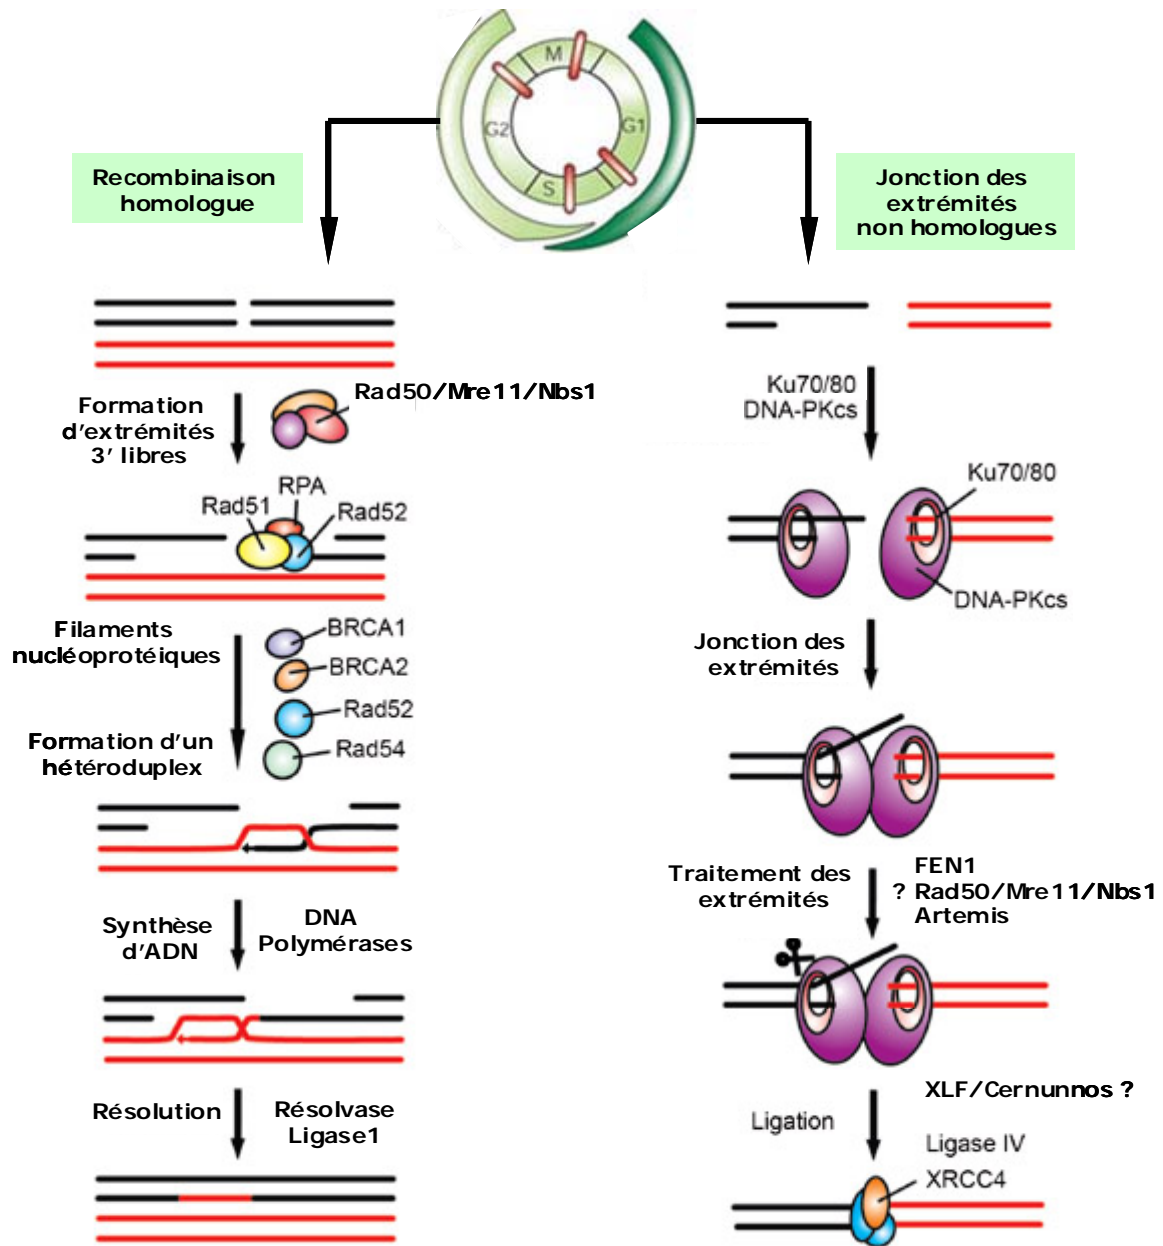 M
G2
G1
S
Recombinaison
homologue
Jonction des
extrémités
non homologues
Formation
d'extrémités
3' libres
Rad50/Mre11/Nbs1
Rad51
RPA
Rad52
Filaments
nucléoprotéiques
BRCA1
BRCA2
Rad52
Rad54
Formation d'un
hétéroduplex
Synthèse
d'ADN
DNA
Polymérases
Résolution
Résolvase
Ligase1
Ku70/80
DNA-PKcs
Ku70/80
DNA-PKcs
Jonction des
extrémités
Traitement des
extrémités
FEN1
? Rad50/Mre11/Nbs1
Artemis
XLF/Cernunnos ?
Ligation
Ligase IV
XRCC4